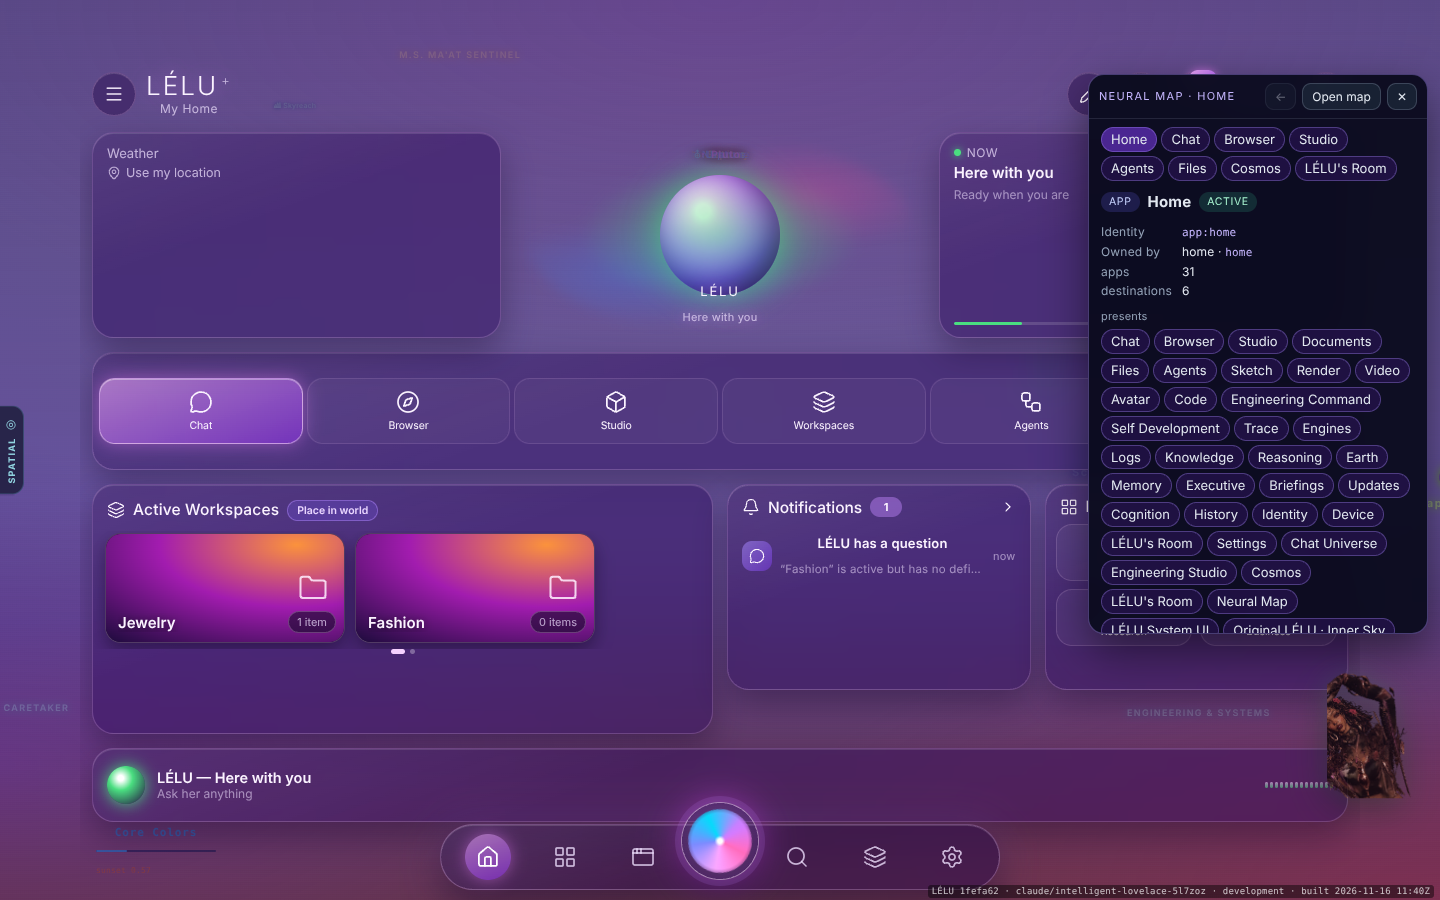 M.S. MA'AT SENTINEL
LÉLU +
My Home
Weather
Use my location
LÉLU
Here with you
NOW
Here with you
Ready when you are
Chat
Browser
Studio
Workspaces
Agents
SPATIAL
Active Workspaces
Place in world
Jewelry
1 item
Fashion
0 items
Notifications
1
LÉLU has a question
now
“Fashion” is active but has no defi...
CARETAKER
ENGINEERING & SYSTEMS
LÉLU — Here with you
Ask her anything
Core Colors
NEURAL MAP · HOME
← Open map ✕
Home Chat Browser Studio
Agents Files Cosmos LÉLU's Room
APP Home ACTIVE
Identity app:home
Owned by home · home
apps 31
destinations 6
presents
Chat Browser Studio Documents
Files Agents Sketch Render Video
Avatar Code Engineering Command
Self Development Trace Engines
Logs Knowledge Reasoning Earth
Memory Executive Briefings Updates
Cognition History Identity Device
LÉLU's Room Settings Chat Universe
Engineering Studio Cosmos
LÉLU's Room Neural Map
LÉLU System UI Original LÉLU · Inner Sky
LÉLU 1fefa62 · claude/intelligent-lovelace-5l7zoz · development · built 2026-11-16 11:40Z